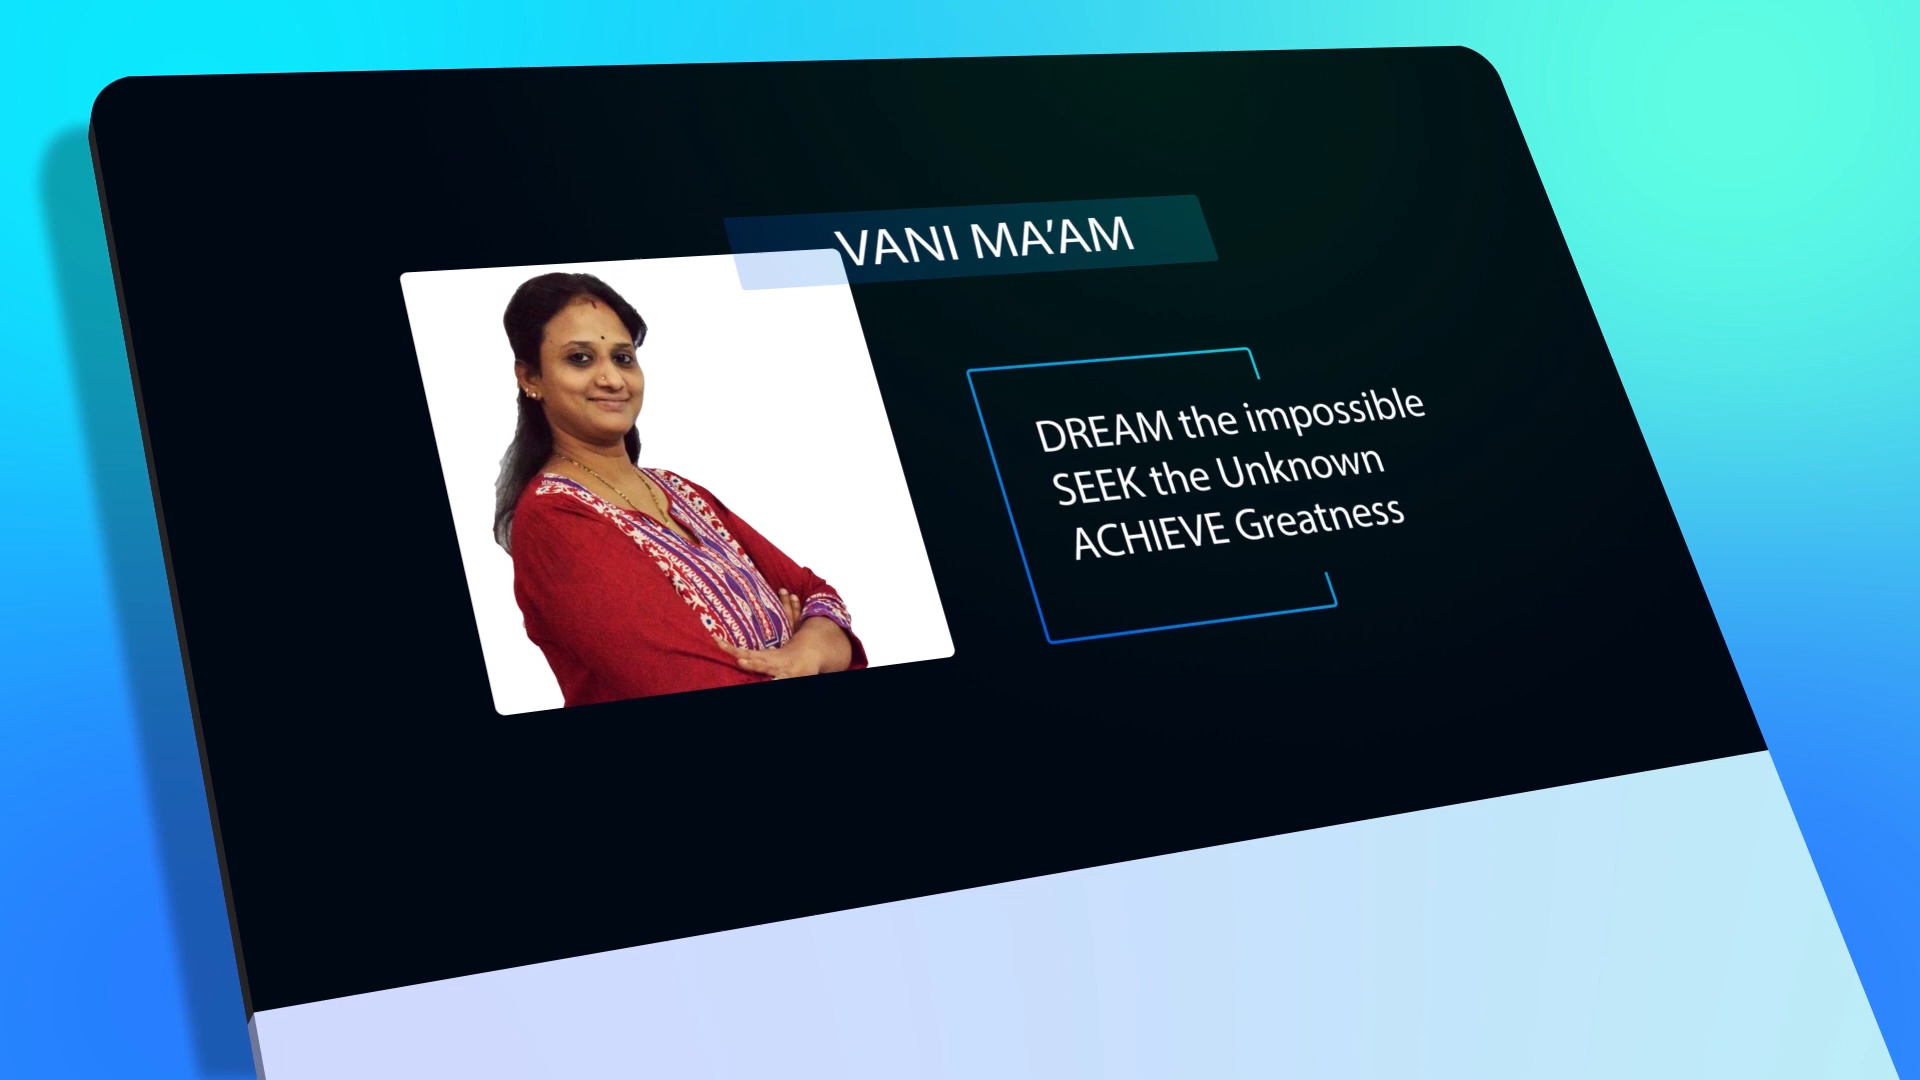 VANI MA'AM
DREAM the impossible
SEEK the Unknown
ACHIEVE Greatness